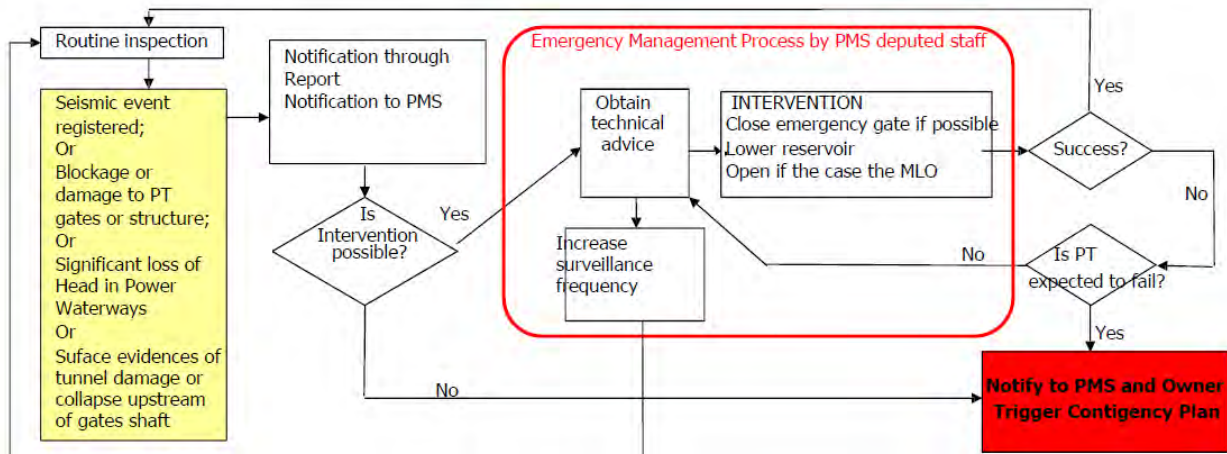 Routine inspection
Seismic event
registered;
Or
Blockage or
damage to PT
gates or structure;
Or
Significant loss of
Head in Power
Waterways
Or
Suface evidences of
tunnel damage or
collapse upstream
of gates shaft
Notification through
Report
Notification to PMS
Is
Intervention
possible?
Yes
No
Emergency Management Process by PMS deputed staff
Obtain
technical
advice
INTERVENTION
Close emergency gate if possible
Lower reservoir
Open if the case the MLO
Increase
surveillance
frequency
Success?
Yes
No
Is PT
expected to fail?
No
Yes
Notify to PMS and Owner
Trigger Contigency Plan